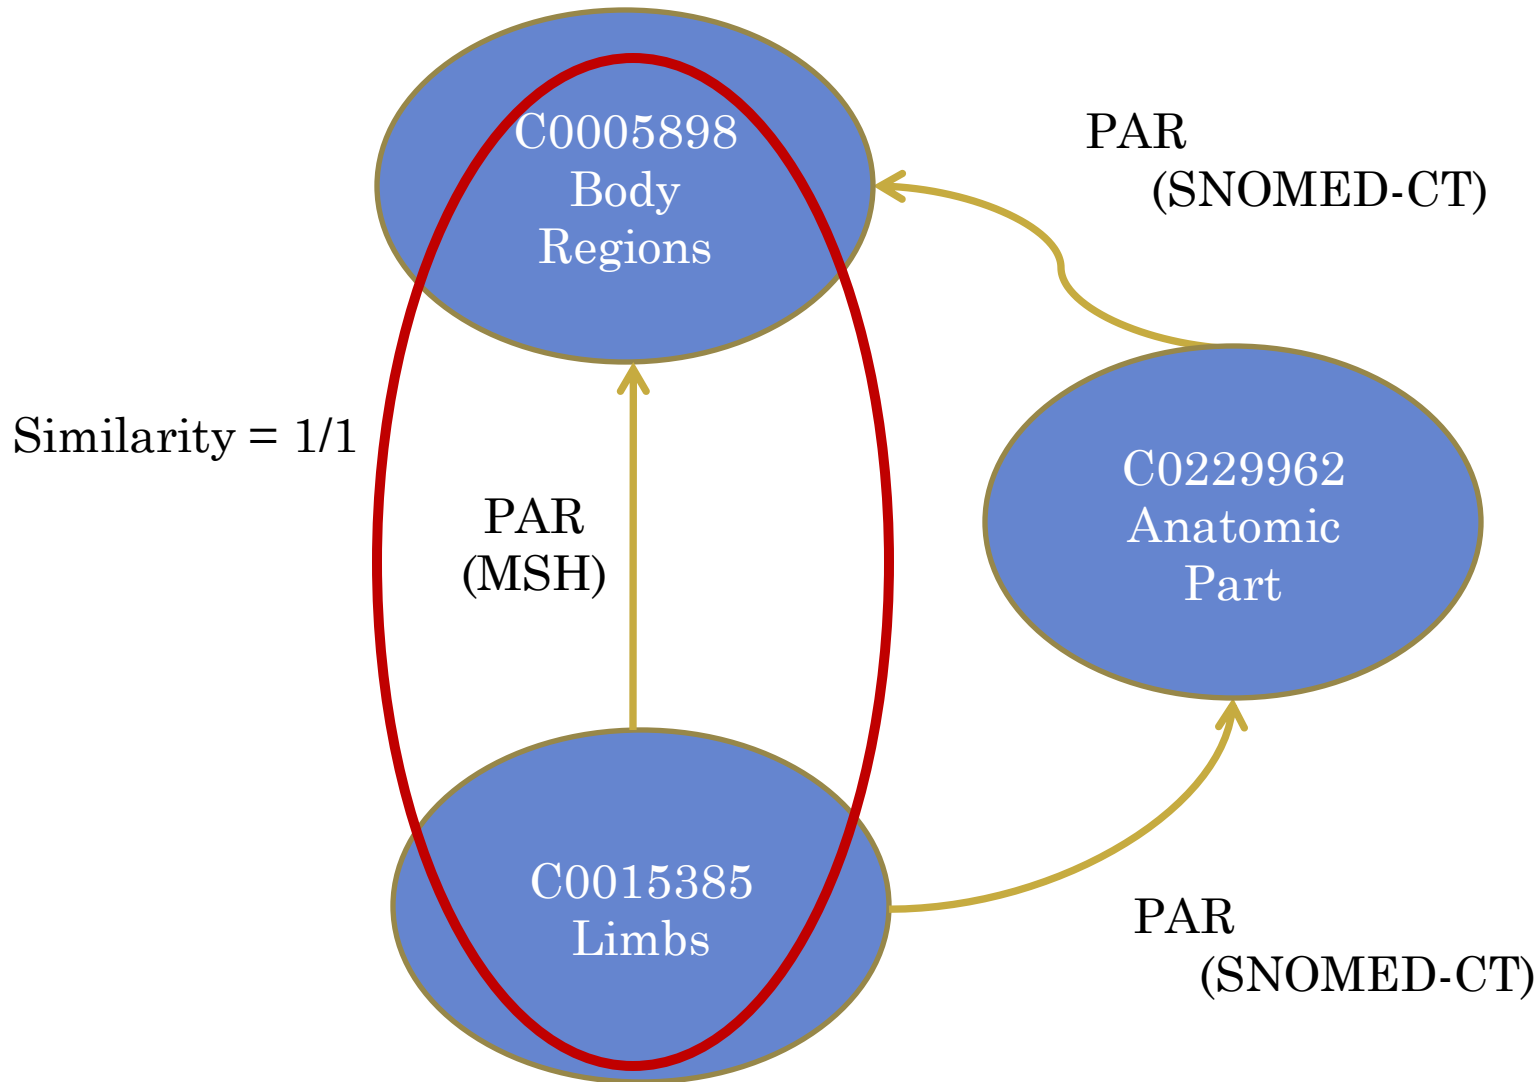 C0005898
Body
Regions
PAR
(SNOMED-CT)
Similarity = 1/1
PAR
(MSH)
C0229962
Anatomic
Part
C0015385
Limbs
PAR
(SNOMED-CT)